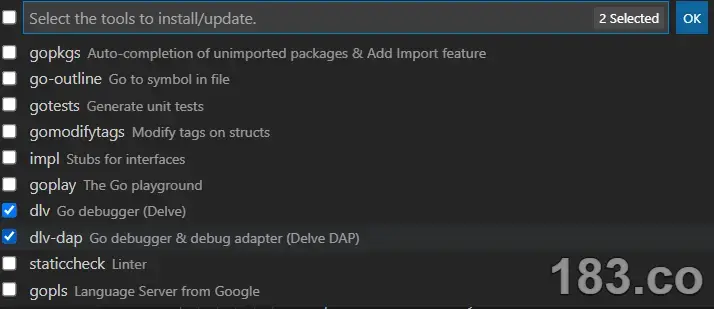 Select the tools to install/update. 2 Selected OK
gopkgs Auto-completion of unimported packages & Add Import feature
go-outline Go to symbol in file
gotests Generate unit tests
gomodifytags Modify tags on structs
impl Stubs for interfaces
goplay The Go playground
dlv Go debugger (Delve)
dlv-dap Go debugger & debug adapter (Delve DAP)
staticcheck Linter
gopls Language Server from Google
183.co